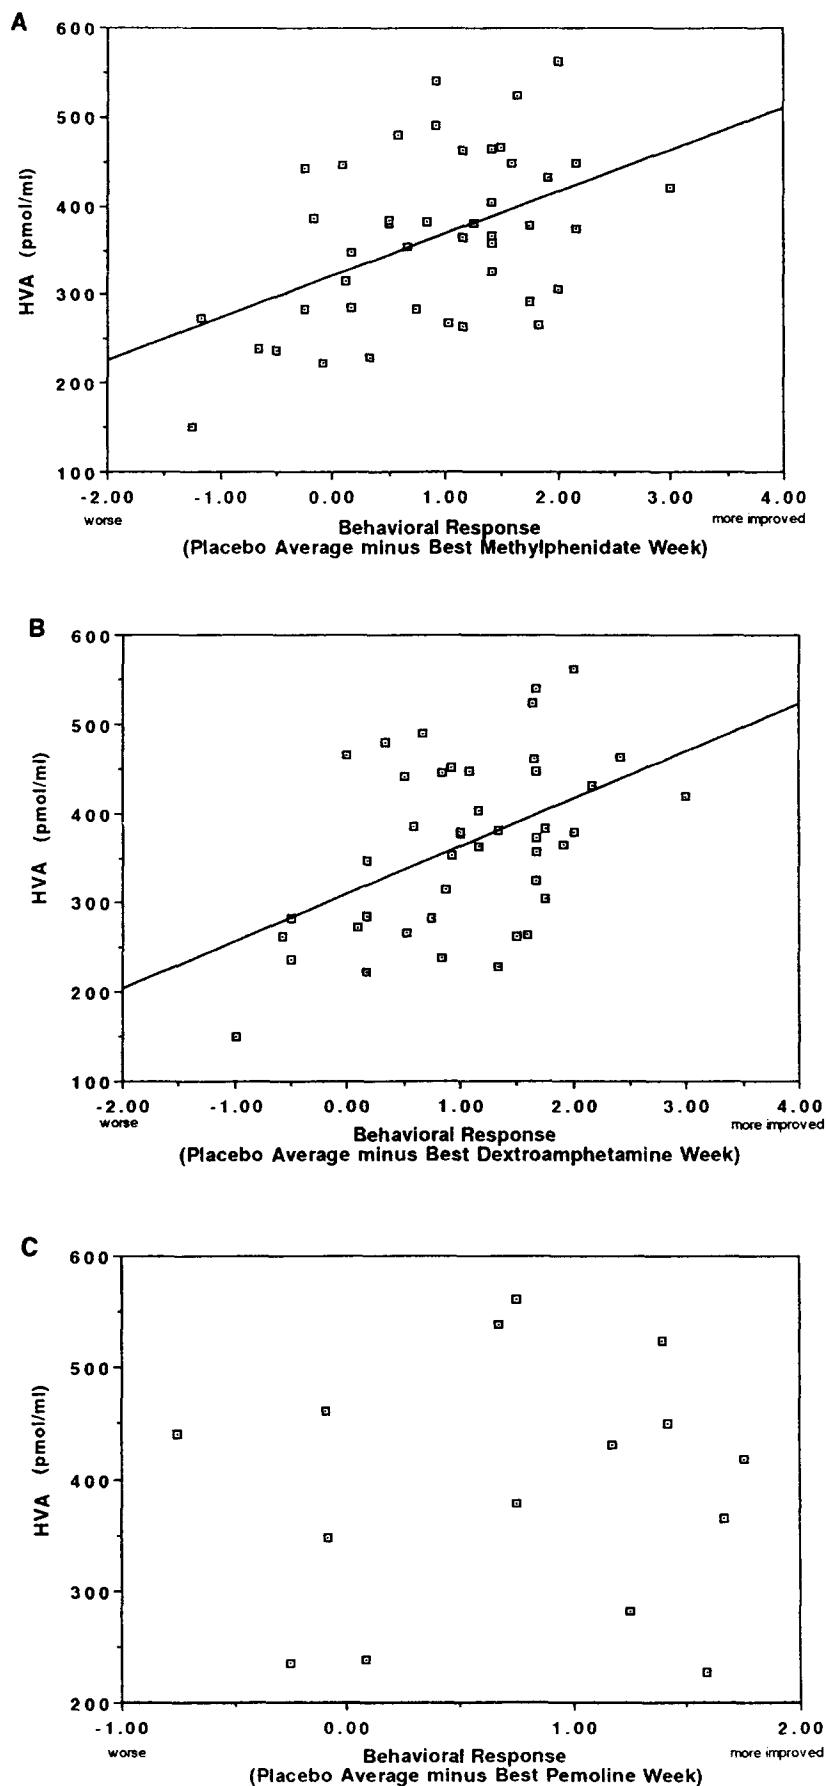 A
600
500
400
300
200
100
HVA (pmol/ml)
-2.00 -1.00 0.00 1.00 2.00 3.00 4.00
worse more improved
Behavioral Response
(Placebo Average minus Best Methylphenidate Week)
B
600
500
400
300
200
100
HVA (pmol/ml)
-2.00 -1.00 0.00 1.00 2.00 3.00 4.00
worse more improved
Behavioral Response
(Placebo Average minus Best Dextroamphetamine Week)
C
600
500
400
300
200
HVA (pmol/ml)
-1.00 0.00 1.00 2.00
worse more improved
Behavioral Response
(Placebo Average minus Best Pemoline Week)